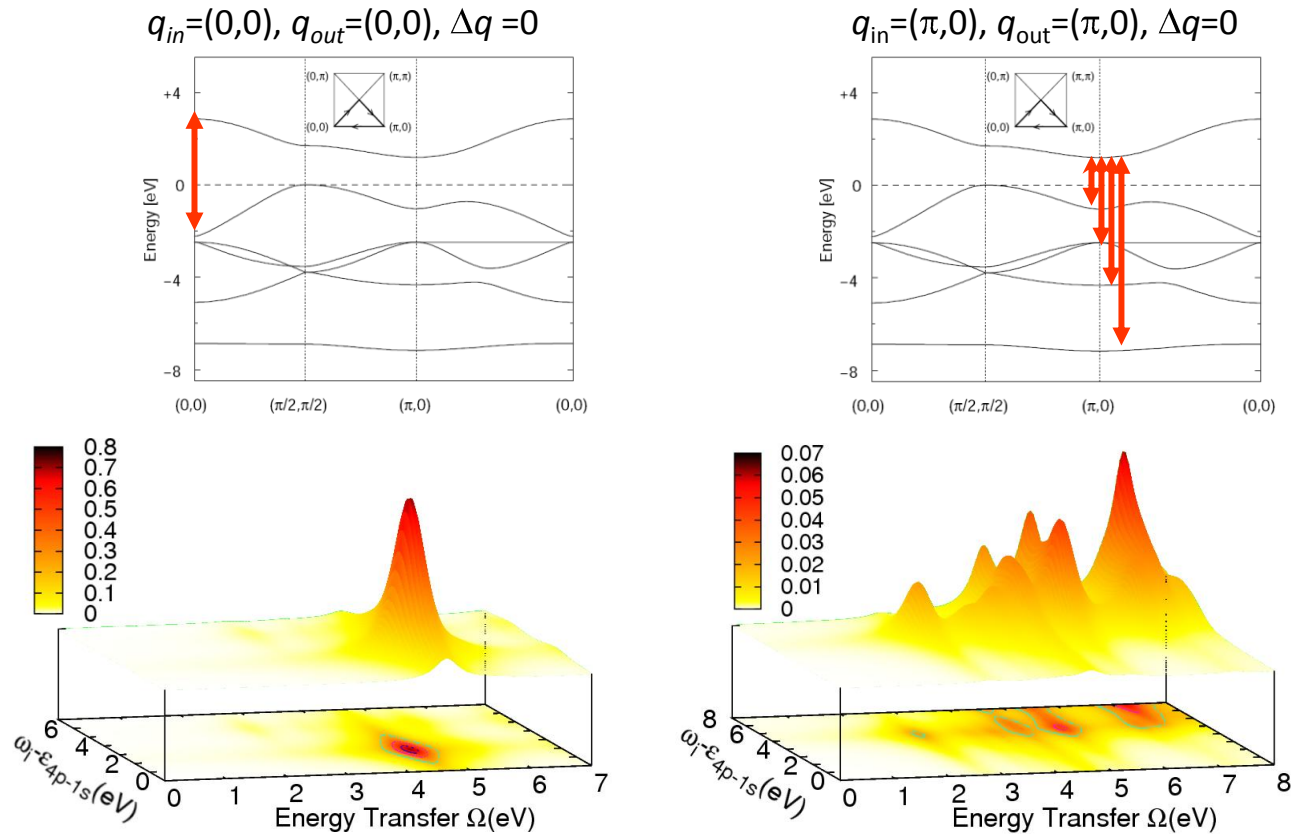 q_in=(0,0), q_out=(0,0), Δq =0
+4
0
−4
−8
Energy [eV]
(0,π) (π,π)
(0,0) (π,0)
(0,0) (π/2,π/2) (π,0) (0,0)
0.8
0.7
0.6
0.5
0.4
0.3
0.2
0.1
0
6
4
2
0
ω_i-ε_4p-1s(eV)
0 1 2 3 4 5 6 7
Energy Transfer Ω(eV)
q_in=(π,0), q_out=(π,0), Δq=0
+4
0
−4
−8
Energy [eV]
(0,π) (π,π)
(0,0) (π,0)
(0,0) (π/2,π/2) (π,0) (0,0)
0.07
0.06
0.05
0.04
0.03
0.02
0.01
0
8
6
4
2
0
ω_i-ε_4p-1s(eV)
0 1 2 3 4 5 6 7 8
Energy Transfer Ω(eV)